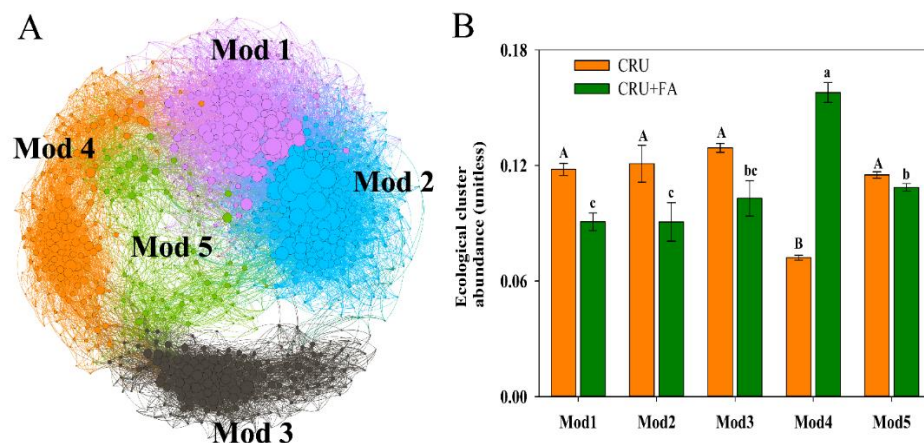 A
Mod 1
Mod 4
Mod 2
Mod 5
Mod 3
B
Ecological cluster
abundance (unitless)
0.18
0.12
0.06
0.00
CRU
CRU+FA
A
c
A
c
A
bc
B
a
A
b
Mod1
Mod2
Mod3
Mod4
Mod5